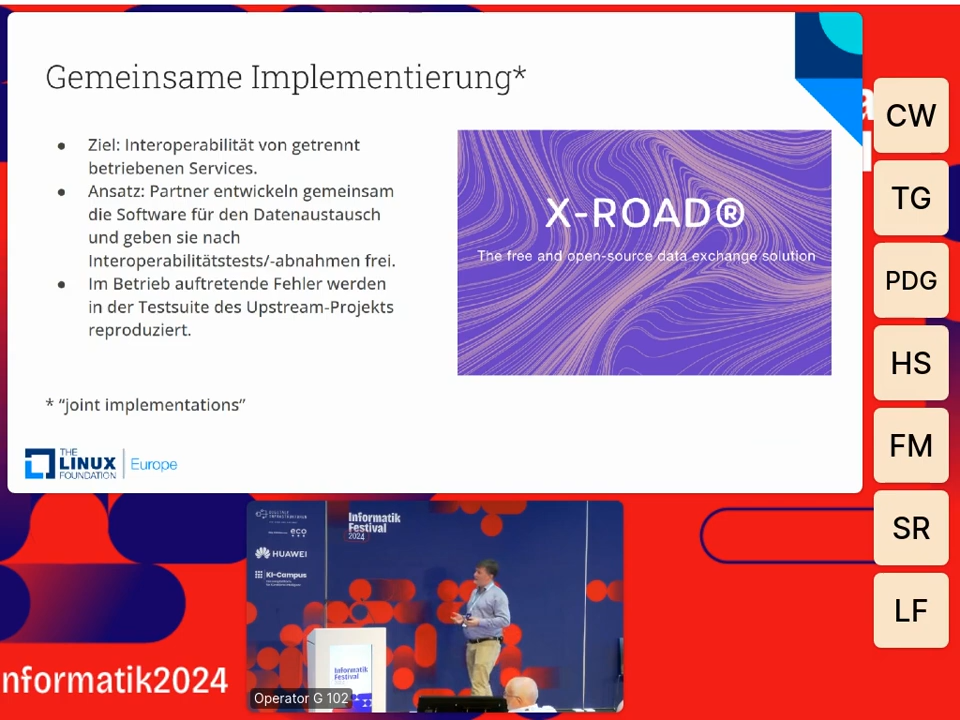 Gemeinsame Implementierung*
● Ziel: Interoperabilität von getrennt
betriebenen Services.
● Ansatz: Partner entwickeln gemeinsam
die Software für den Datenaustausch
und geben sie nach
Interoperabilitätstests/-abnahmen frei.
● Im Betrieb auftretende Fehler werden
in der Testsuite des Upstream-Projekts
reproduziert.
X-ROAD®
The free and open-source data exchange solution
* “joint implementations”
THE
LINUX
FOUNDATION
Europe
CW
TG
PDG
HS
FM
SR
LF
Informatik
Festival
2024
eco
HUAWEI
KI-Campus
Informatik
Festival
Operator G 102
nformatik2024